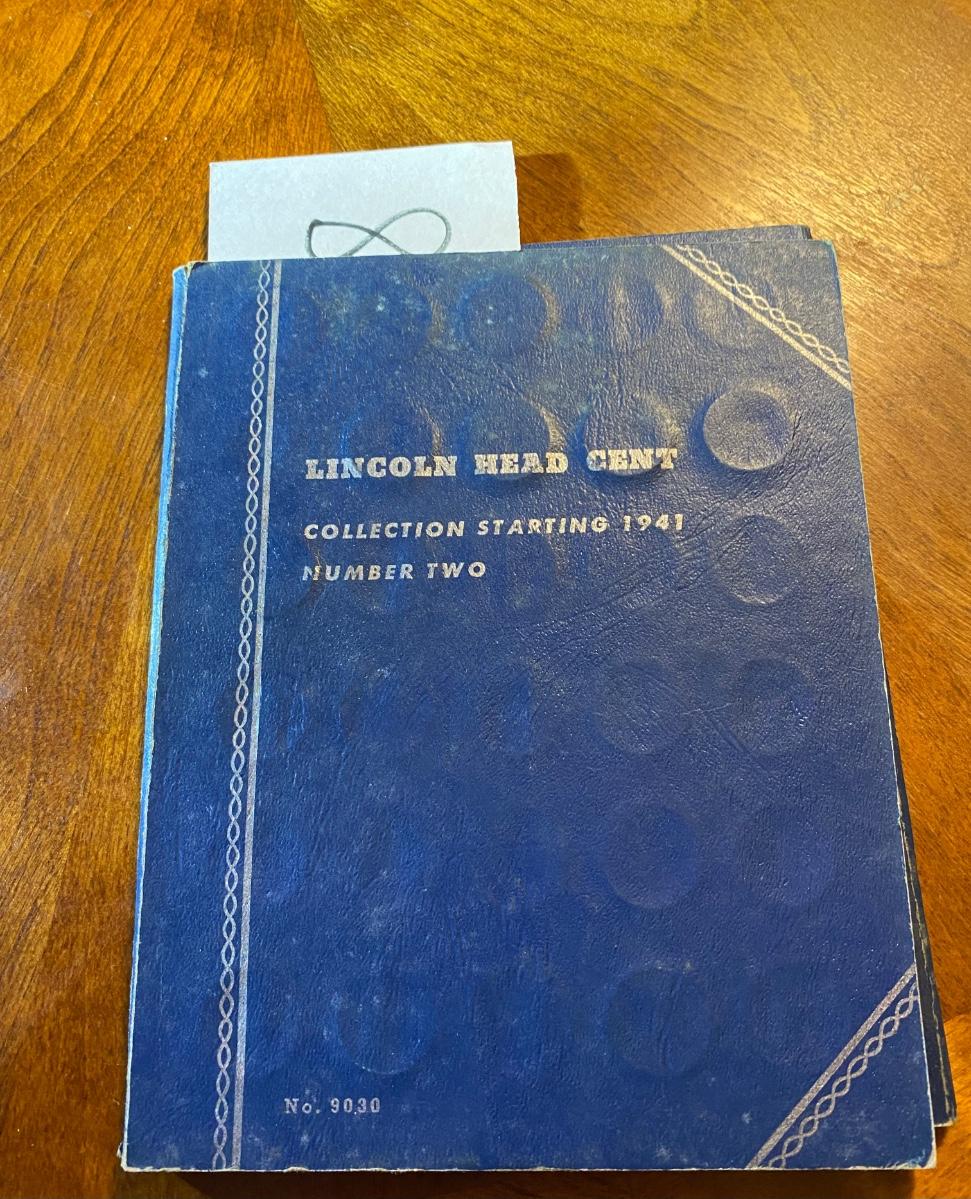 LINCOLN HEAD CENT
COLLECTION STARTING 1941
NUMBER TWO
No. 9030